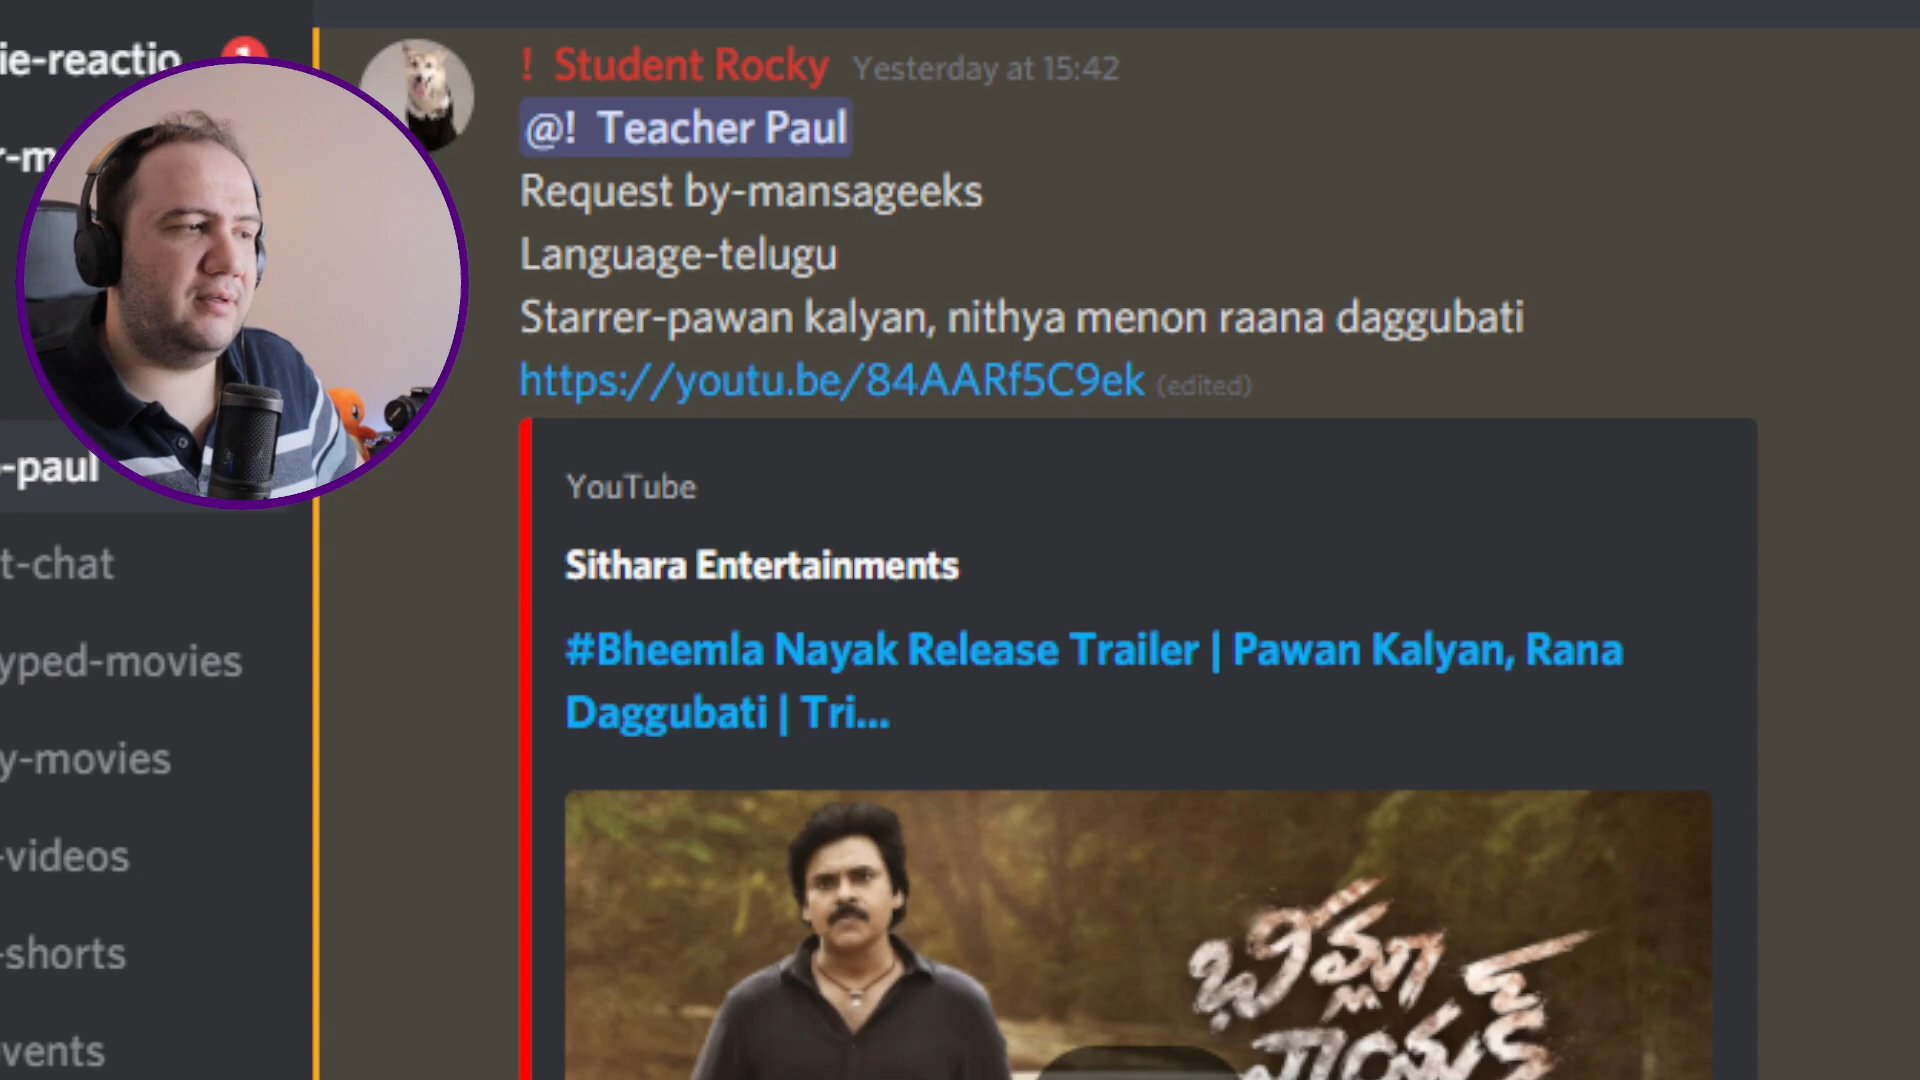 ie-reactio
1
r-m
-paul
t-chat
yped-movies
y-movies
-videos
-shorts
vents
! Student Rocky Yesterday at 15:42
@! Teacher Paul
Request by-mansageeks
Language-telugu
Starrer-pawan kalyan, nithya menon raana daggubati
https://youtu.be/84AARf5C9ek (edited)
YouTube
Sithara Entertainments
#Bheemla Nayak Release Trailer | Pawan Kalyan, Rana
Daggubati | Tri...
భీమ్లా
నాయక్